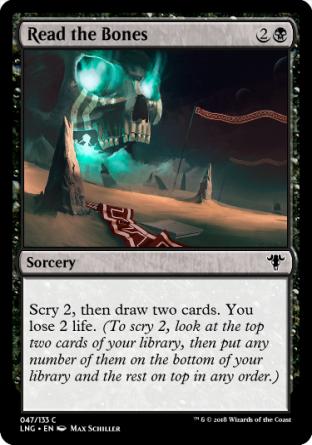 Read the Bones 2
Sorcery
Scry 2, then draw two cards. You
lose 2 life. (To scry 2, look at the top
two cards of your library, then put any
number of them on the bottom of your
library and the rest on top in any order.)
047/133 C
LNG • EN MAX SCHILLER
™ & © 2018 Wizards of the Coast